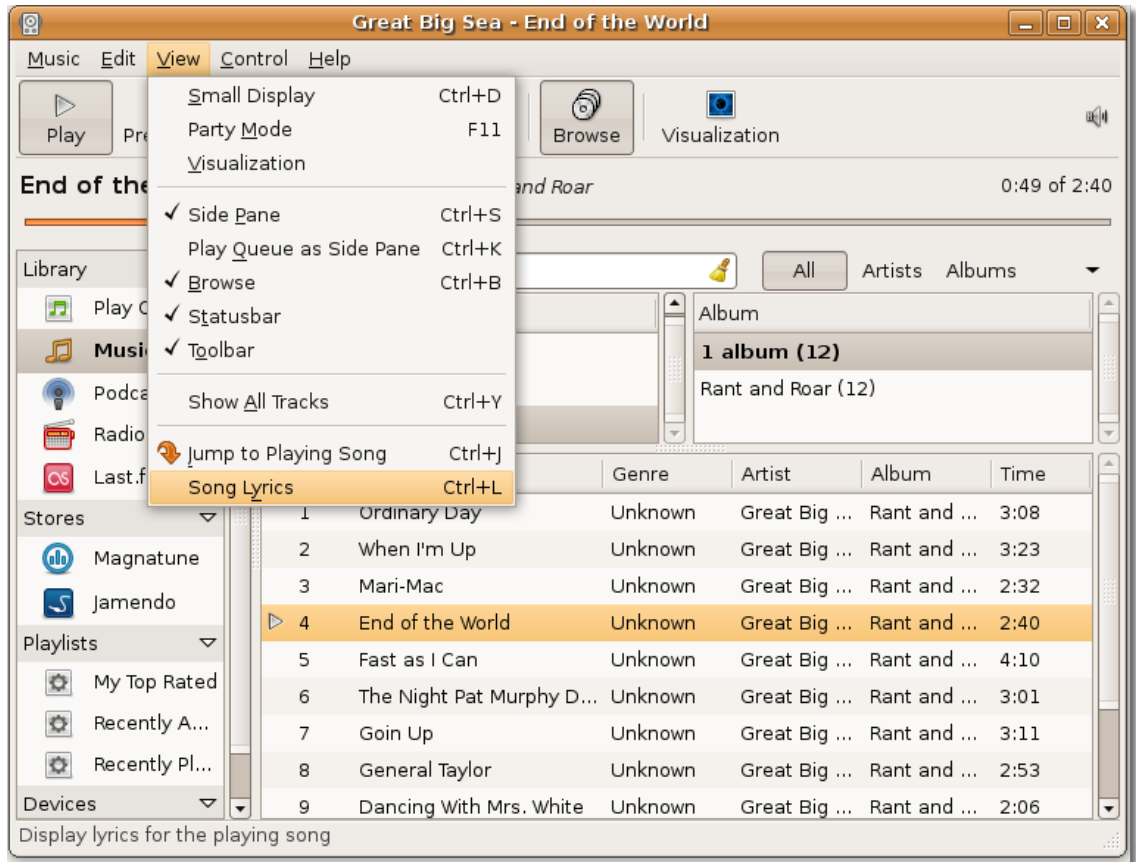 Great Big Sea - End of the World
Music Edit View Control Help
Small Display Ctrl+D
Party Mode F11
Visualization
Side Pane Ctrl+S
Play Queue as Side Pane Ctrl+K
Browse Ctrl+B
Statusbar
Toolbar
Show All Tracks Ctrl+Y
Jump to Playing Song Ctrl+J
Song Lyrics Ctrl+L
Play Pre Browse Visualization
End of the and Roar 0:49 of 2:40
Library All Artists Albums
Play Album
Musi 1 album (12)
Podca Rant and Roar (12)
Radio
Last.f Genre Artist Album Time
Stores
1 Ordinary Day Unknown Great Big ... Rant and ... 3:08
Magnatune
2 When I'm Up Unknown Great Big ... Rant and ... 3:23
Jamendo
3 Mari-Mac Unknown Great Big ... Rant and ... 2:32
4 End of the World Unknown Great Big ... Rant and ... 2:40
Playlists
5 Fast as I Can Unknown Great Big ... Rant and ... 4:10
My Top Rated
6 The Night Pat Murphy D... Unknown Great Big ... Rant and ... 3:01
Recently A...
7 Goin Up Unknown Great Big ... Rant and ... 3:11
Recently Pl...
8 General Taylor Unknown Great Big ... Rant and ... 2:53
Devices
9 Dancing With Mrs. White Unknown Great Big ... Rant and ... 2:06
Display lyrics for the playing song